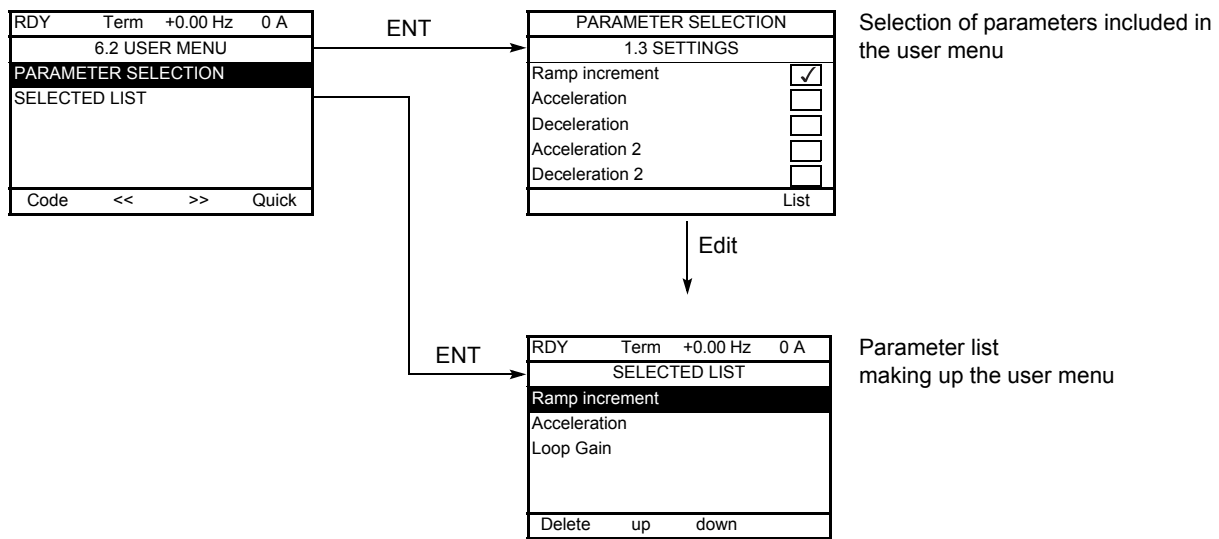 RDY Term +0.00 Hz 0 A
6.2 USER MENU
PARAMETER SELECTION
SELECTED LIST
Code << >> Quick
ENT
PARAMETER SELECTION
1.3 SETTINGS
Ramp increment
Acceleration
Deceleration
Acceleration 2
Deceleration 2
List
Selection of parameters included in
the user menu
Edit
ENT
RDY Term +0.00 Hz 0 A
SELECTED LIST
Ramp increment
Acceleration
Loop Gain
Delete up down
Parameter list
making up the user menu